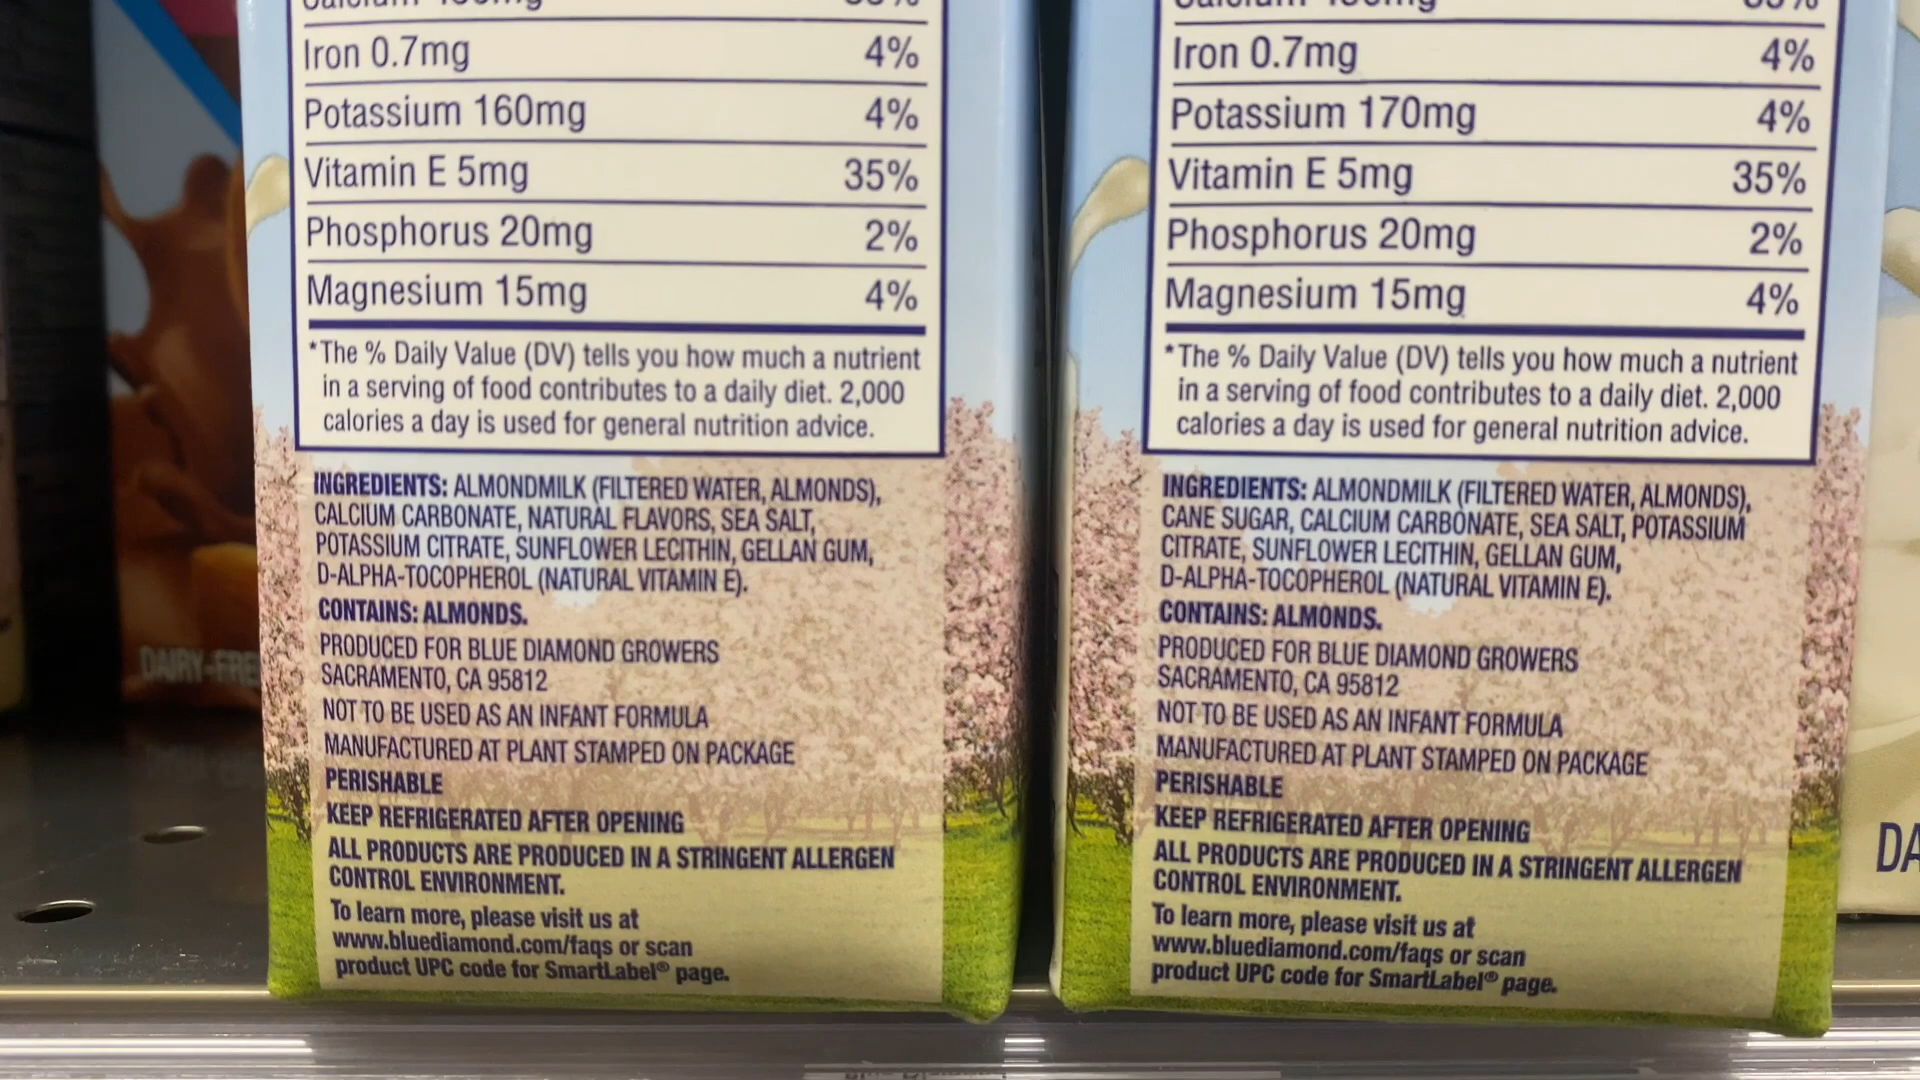 Iron 0.7mg 4%
Potassium 160mg 4%
Vitamin E 5mg 35%
Phosphorus 20mg 2%
Magnesium 15mg 4%
*The % Daily Value (DV) tells you how much a nutrient
in a serving of food contributes to a daily diet. 2,000
calories a day is used for general nutrition advice.
INGREDIENTS: ALMONDMILK (FILTERED WATER, ALMONDS),
CALCIUM CARBONATE, NATURAL FLAVORS, SEA SALT,
POTASSIUM CITRATE, SUNFLOWER LECITHIN, GELLAN GUM,
D-ALPHA-TOCOPHEROL (NATURAL VITAMIN E).
CONTAINS: ALMONDS.
PRODUCED FOR BLUE DIAMOND GROWERS
SACRAMENTO, CA 95812
NOT TO BE USED AS AN INFANT FORMULA
MANUFACTURED AT PLANT STAMPED ON PACKAGE
PERISHABLE
KEEP REFRIGERATED AFTER OPENING
ALL PRODUCTS ARE PRODUCED IN A STRINGENT ALLERGEN
CONTROL ENVIRONMENT.
To learn more, please visit us at
www.bluediamond.com/faqs or scan
product UPC code for SmartLabel® page.
Iron 0.7mg 4%
Potassium 170mg 4%
Vitamin E 5mg 35%
Phosphorus 20mg 2%
Magnesium 15mg 4%
*The % Daily Value (DV) tells you how much a nutrient
in a serving of food contributes to a daily diet. 2,000
calories a day is used for general nutrition advice.
INGREDIENTS: ALMONDMILK (FILTERED WATER, ALMONDS),
CANE SUGAR, CALCIUM CARBONATE, SEA SALT, POTASSIUM
CITRATE, SUNFLOWER LECITHIN, GELLAN GUM,
D-ALPHA-TOCOPHEROL (NATURAL VITAMIN E).
CONTAINS: ALMONDS.
PRODUCED FOR BLUE DIAMOND GROWERS
SACRAMENTO, CA 95812
NOT TO BE USED AS AN INFANT FORMULA
MANUFACTURED AT PLANT STAMPED ON PACKAGE
PERISHABLE
KEEP REFRIGERATED AFTER OPENING
ALL PRODUCTS ARE PRODUCED IN A STRINGENT ALLERGEN
CONTROL ENVIRONMENT.
To learn more, please visit us at
www.bluediamond.com/faqs or scan
product UPC code for SmartLabel® page.
DAIRY-FRE
DA